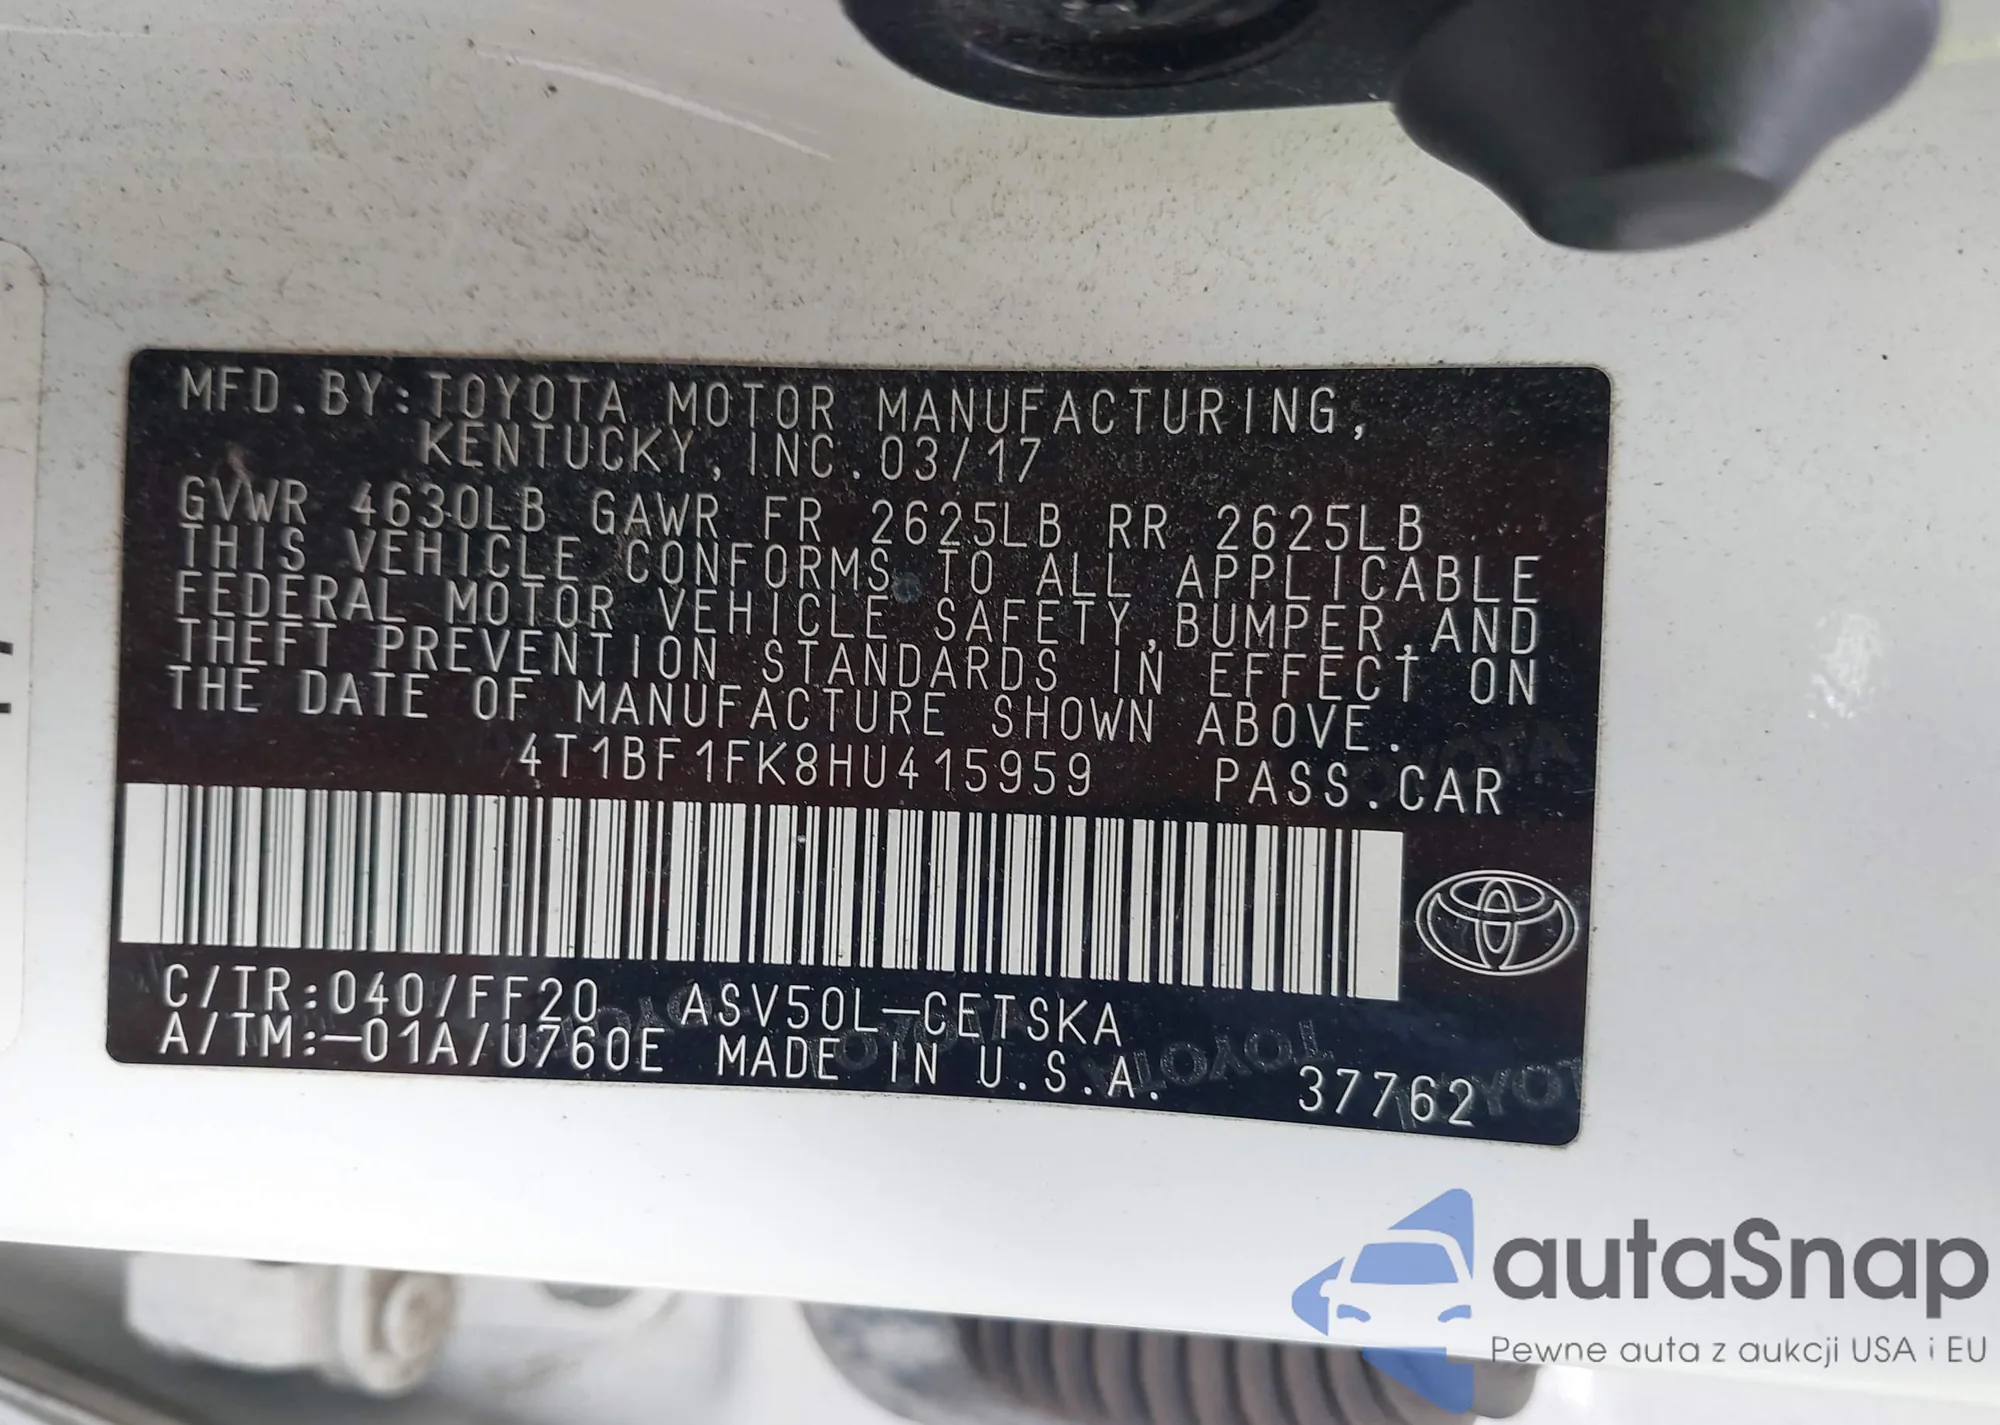 MFD.BY:TOYOTA MOTOR MANUFACTURING,
KENTUCKY, INC.03/17
GVWR 4630LB GAWR FR 2625LB RR 2625LB
THIS VEHICLE CONFORMS TO ALL APPLICABLE
FEDERAL MOTOR VEHICLE SAFETY,BUMPER,AND
THEFT PREVENTION STANDARDS IN EFFECT ON
THE DATE OF MANUFACTURE SHOWN ABOVE.
4T1BF1FK8HU415959 PASS.CAR
C/TR:040/FF20 ASV50L-CETSKA
A/TM:-01A/U760E MADE IN U.S.A. 37762
autaSnap
Pewne auta z aukcji USA i EU